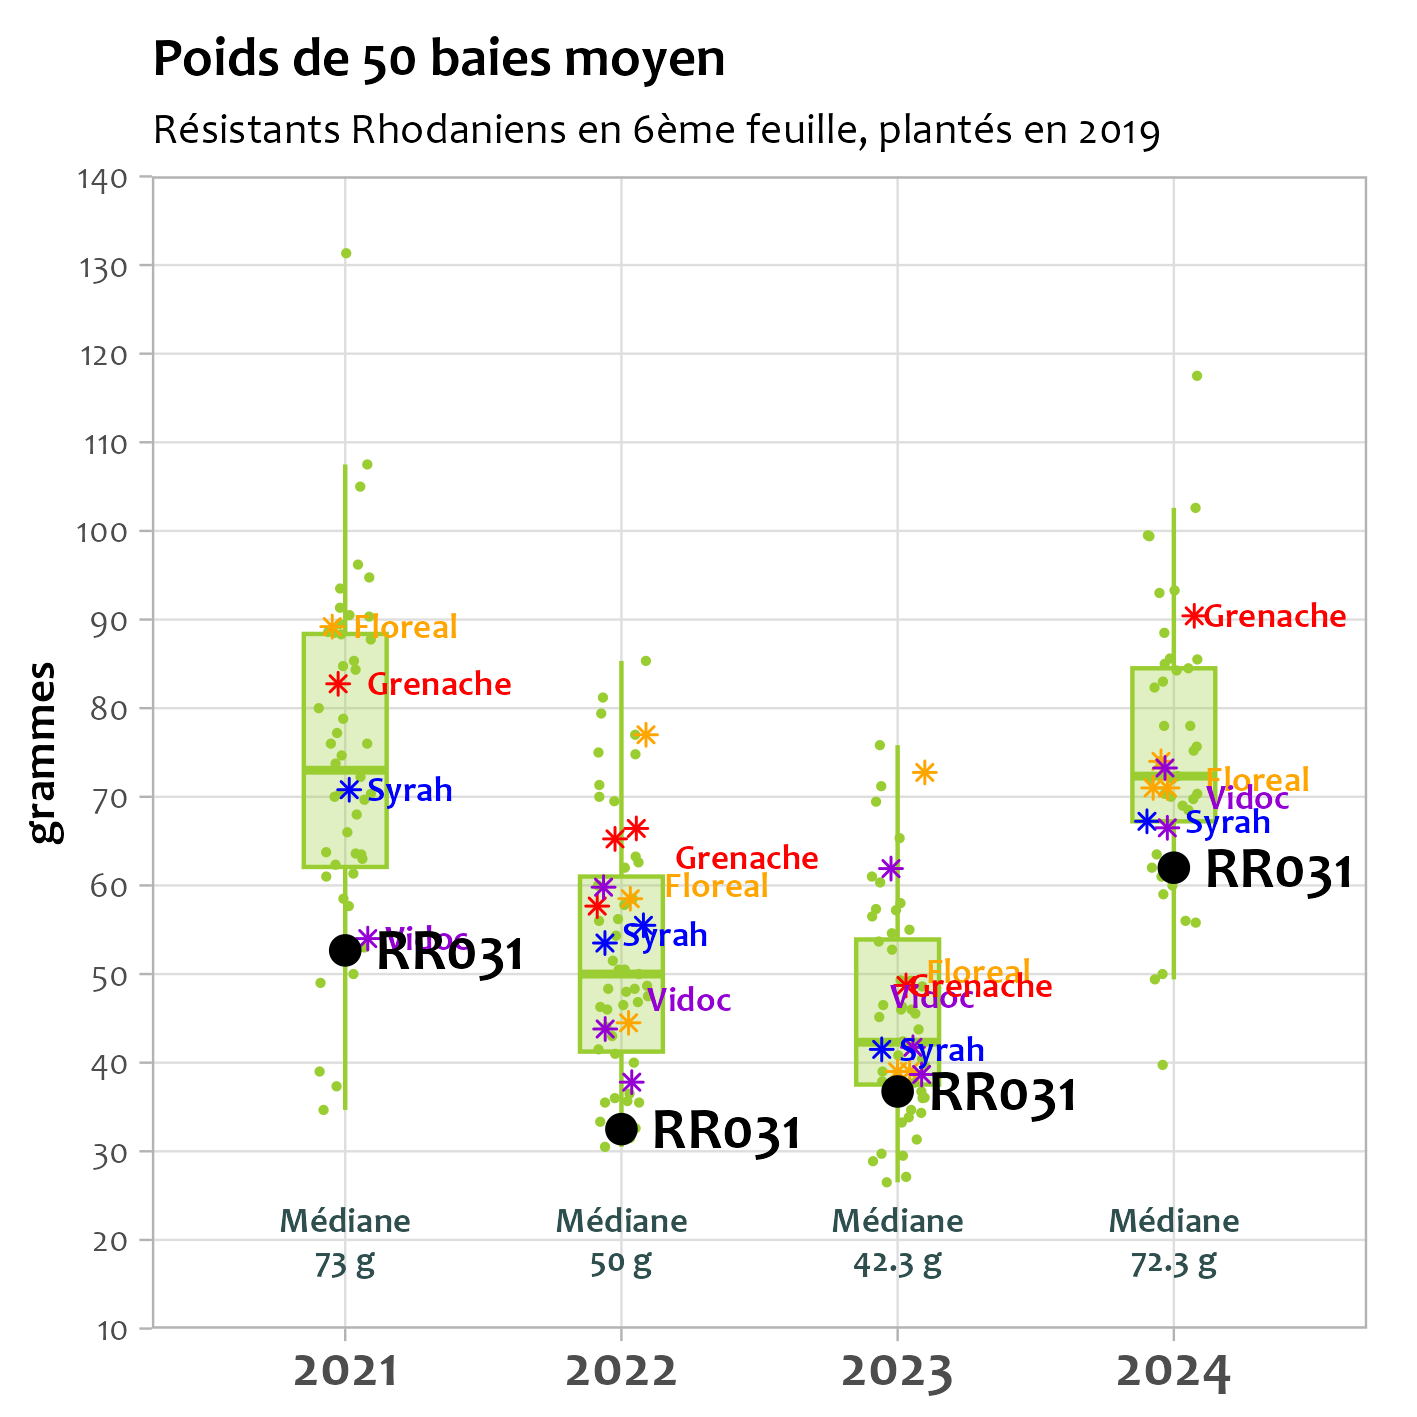 Poids de 50 baies moyen
Résistants Rhodaniens en 6ème feuille, plantés en 2019
grammes
140
130
120
110
100
90
80
70
60
50
40
30
20
10
Floreal
Grenache
Syrah
Vidoc
RR031
Médiane
73 g
Grenache
Floreal
Syrah
Vidoc
RR031
Médiane
50 g
Floreal
Grenache
Vidoc
Syrah
RR031
Médiane
42.3 g
Grenache
Floreal
Vidoc
Syrah
RR031
Médiane
72.3 g
2021
2022
2023
2024